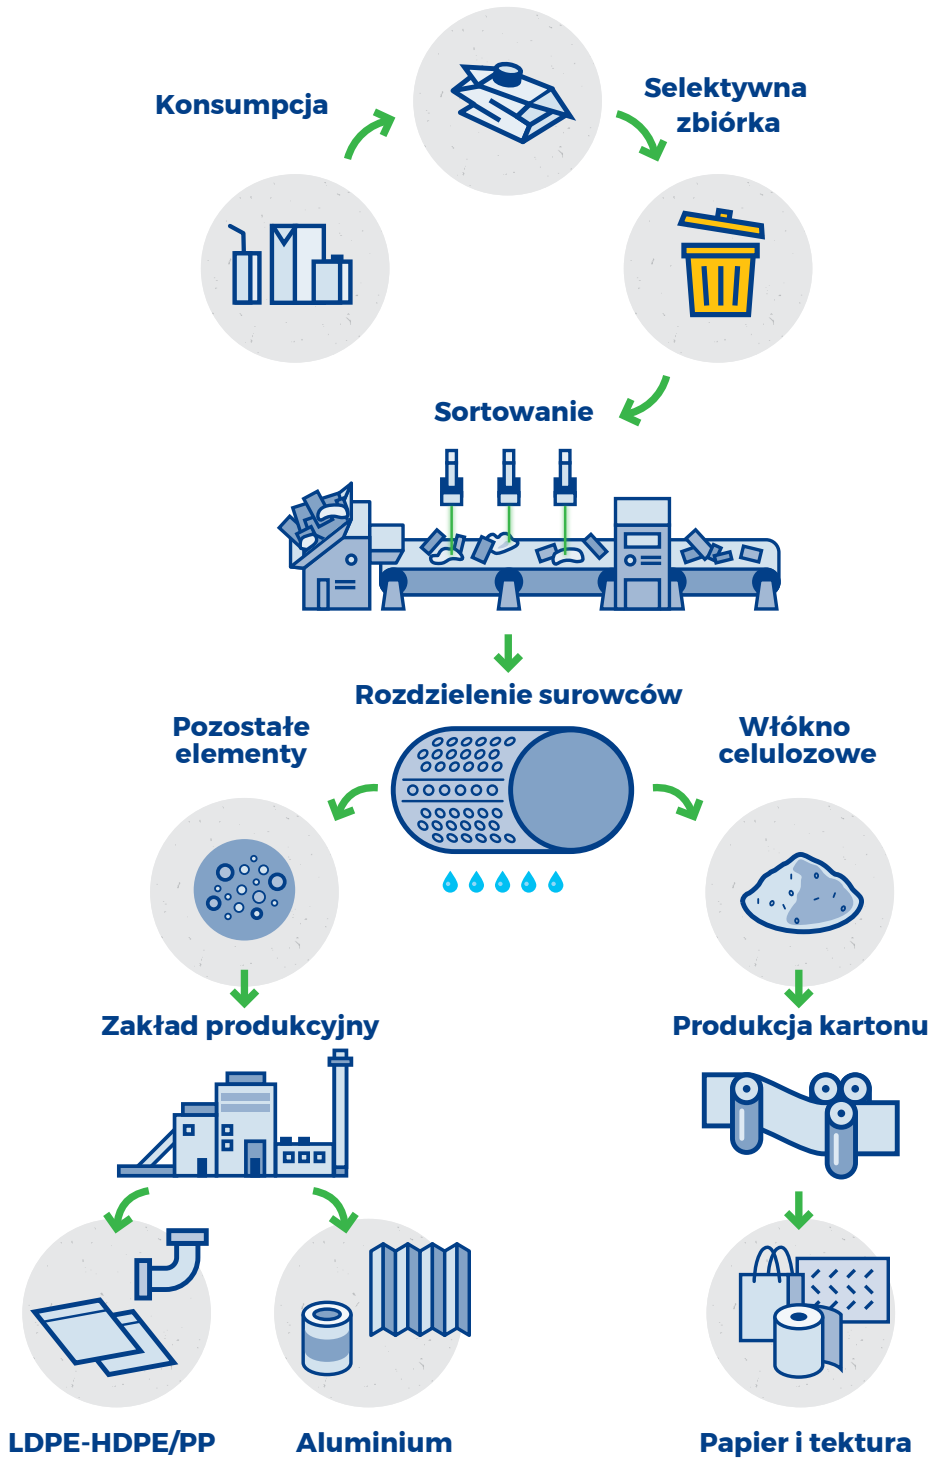 Konsumpcja
Selektywna
zbiórka
Sortowanie
Rozdzielenie surowców
Pozostałe
elementy
Włókno
celulozowe
Zakład produkcyjny
Produkcja kartonu
LDPE-HDPE/PP
Aluminium
Papier i tektura